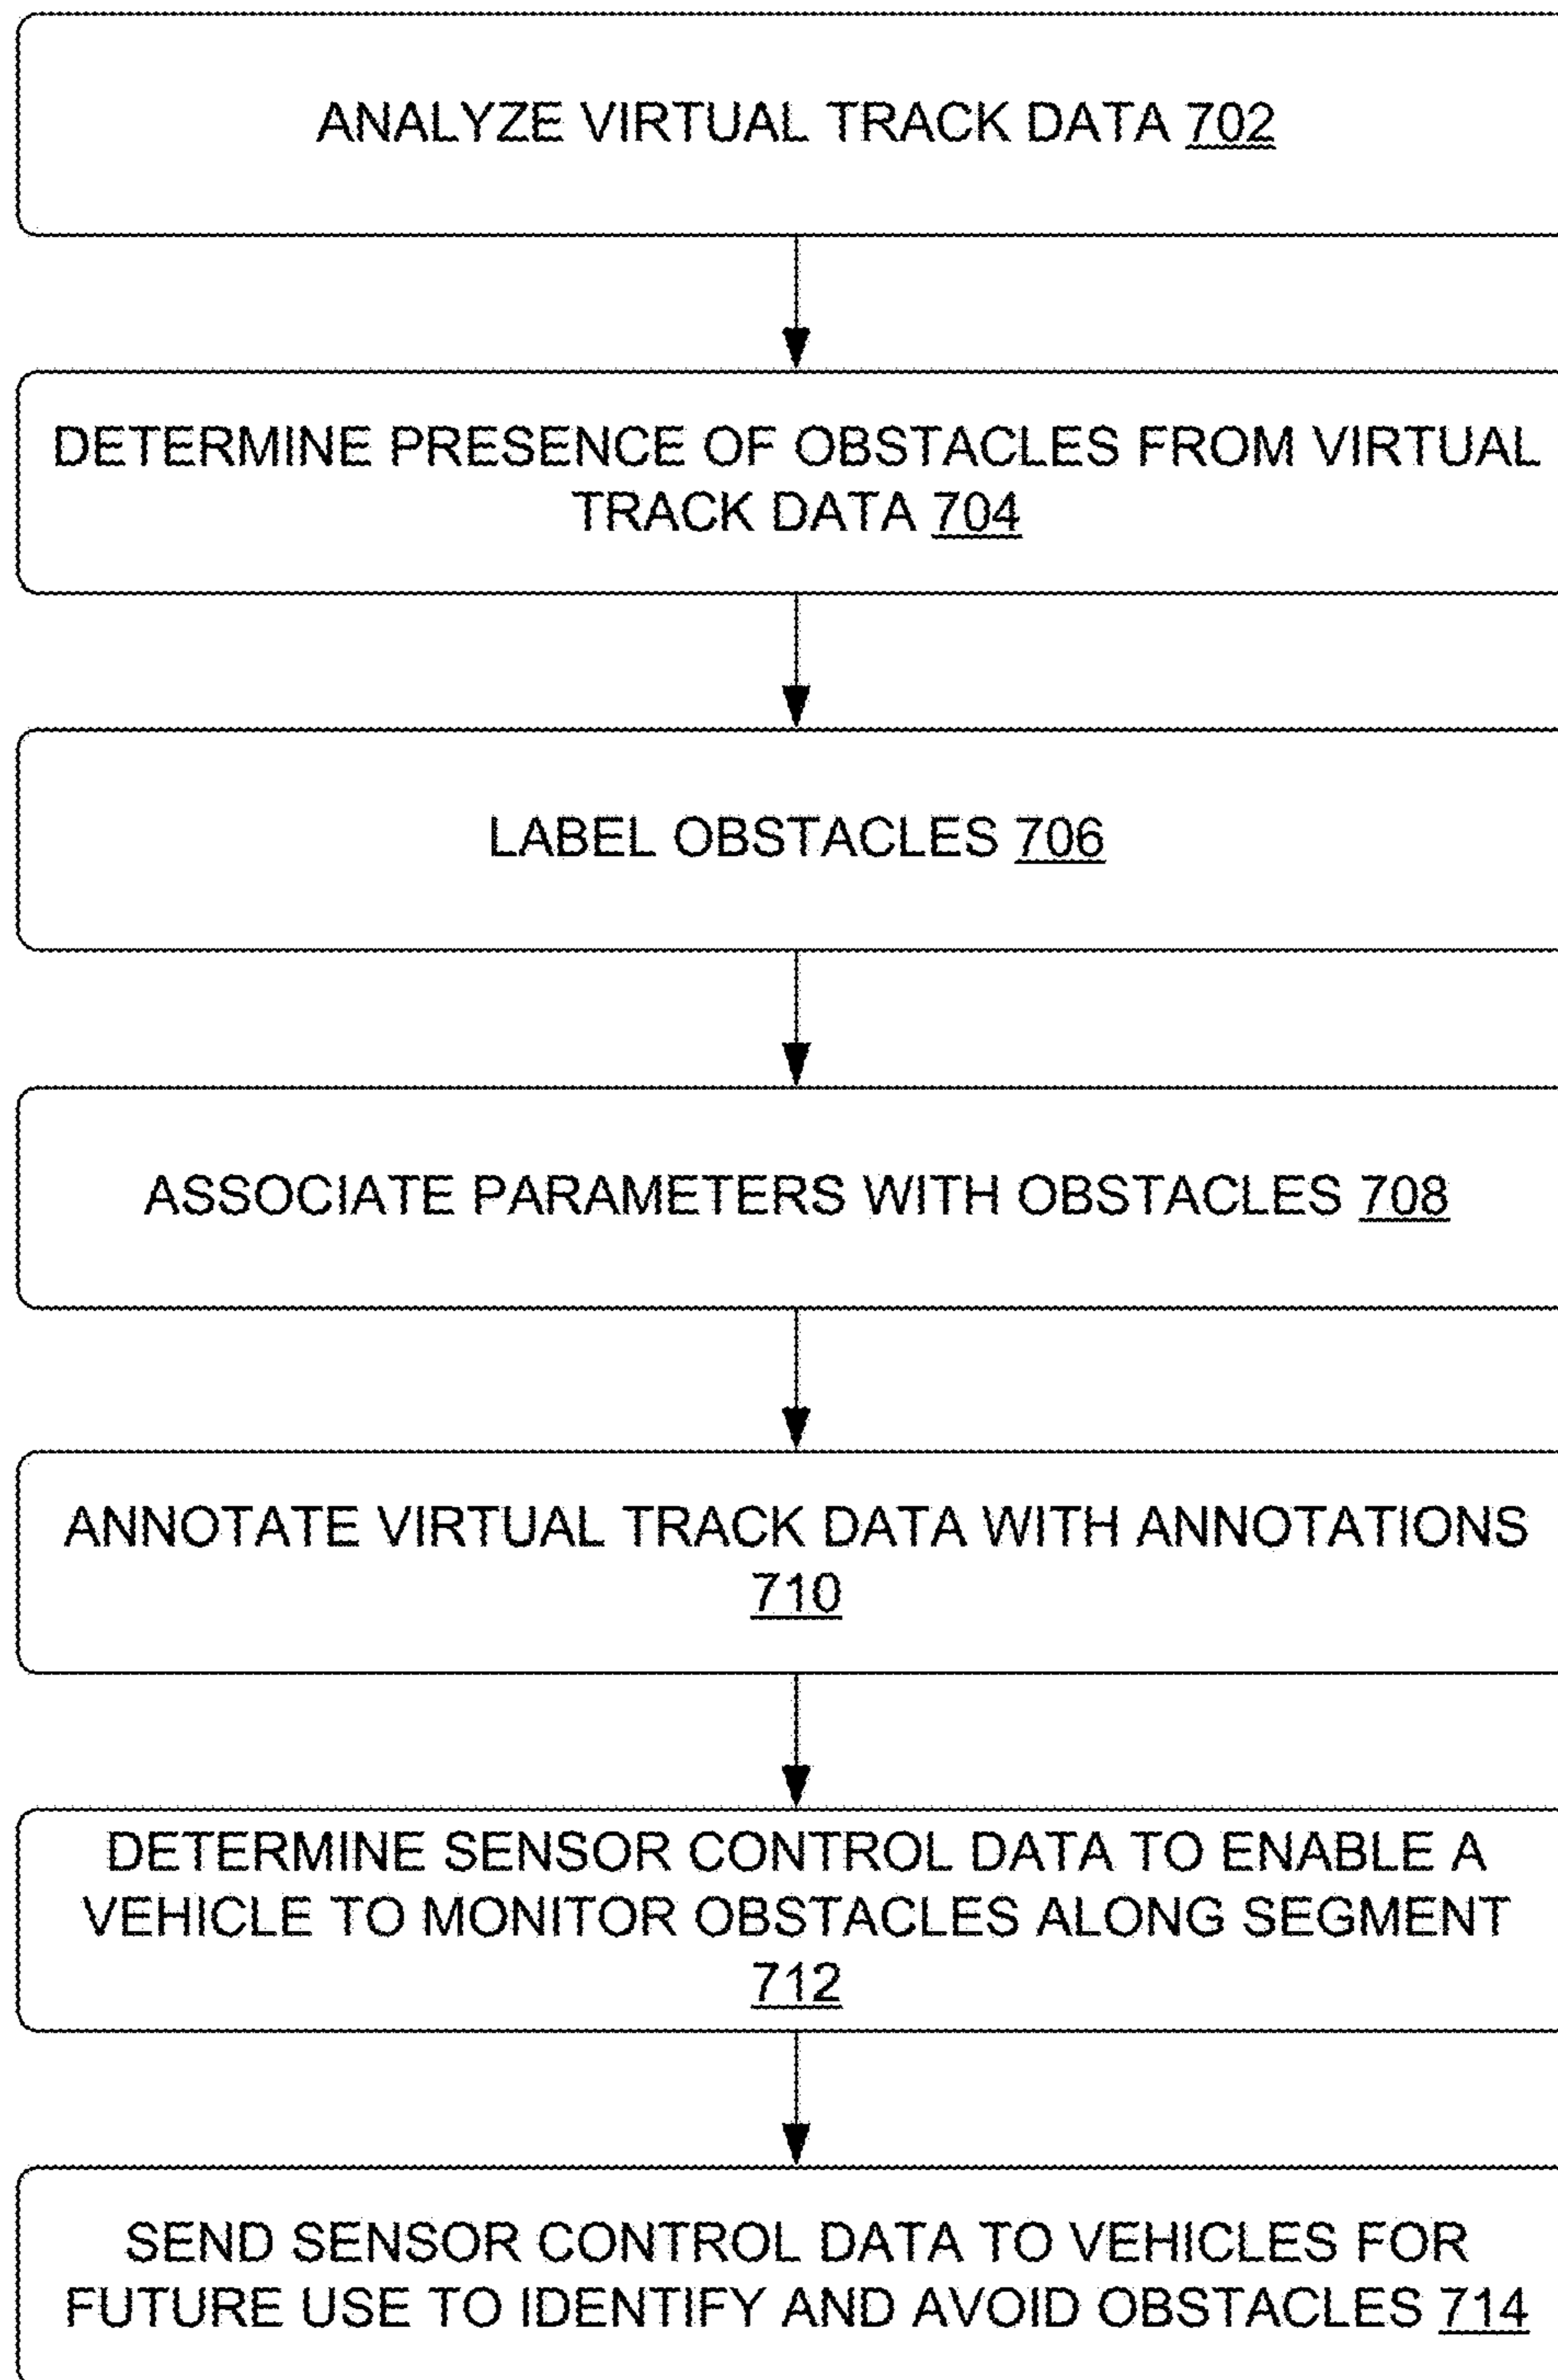 ANALYZE VIRTUAL TRACK DATA 702
DETERMINE PRESENCE OF OBSTACLES FROM VIRTUAL
TRACK DATA 704
LABEL OBSTACLES 706
ASSOCIATE PARAMETERS WITH OBSTACLES 708
ANNOTATE VIRTUAL TRACK DATA WITH ANNOTATIONS
710
DETERMINE SENSOR CONTROL DATA TO ENABLE A
VEHICLE TO MONITOR OBSTACLES ALONG SEGMENT
712
SEND SENSOR CONTROL DATA TO VEHICLES FOR
FUTURE USE TO IDENTIFY AND AVOID OBSTACLES 714